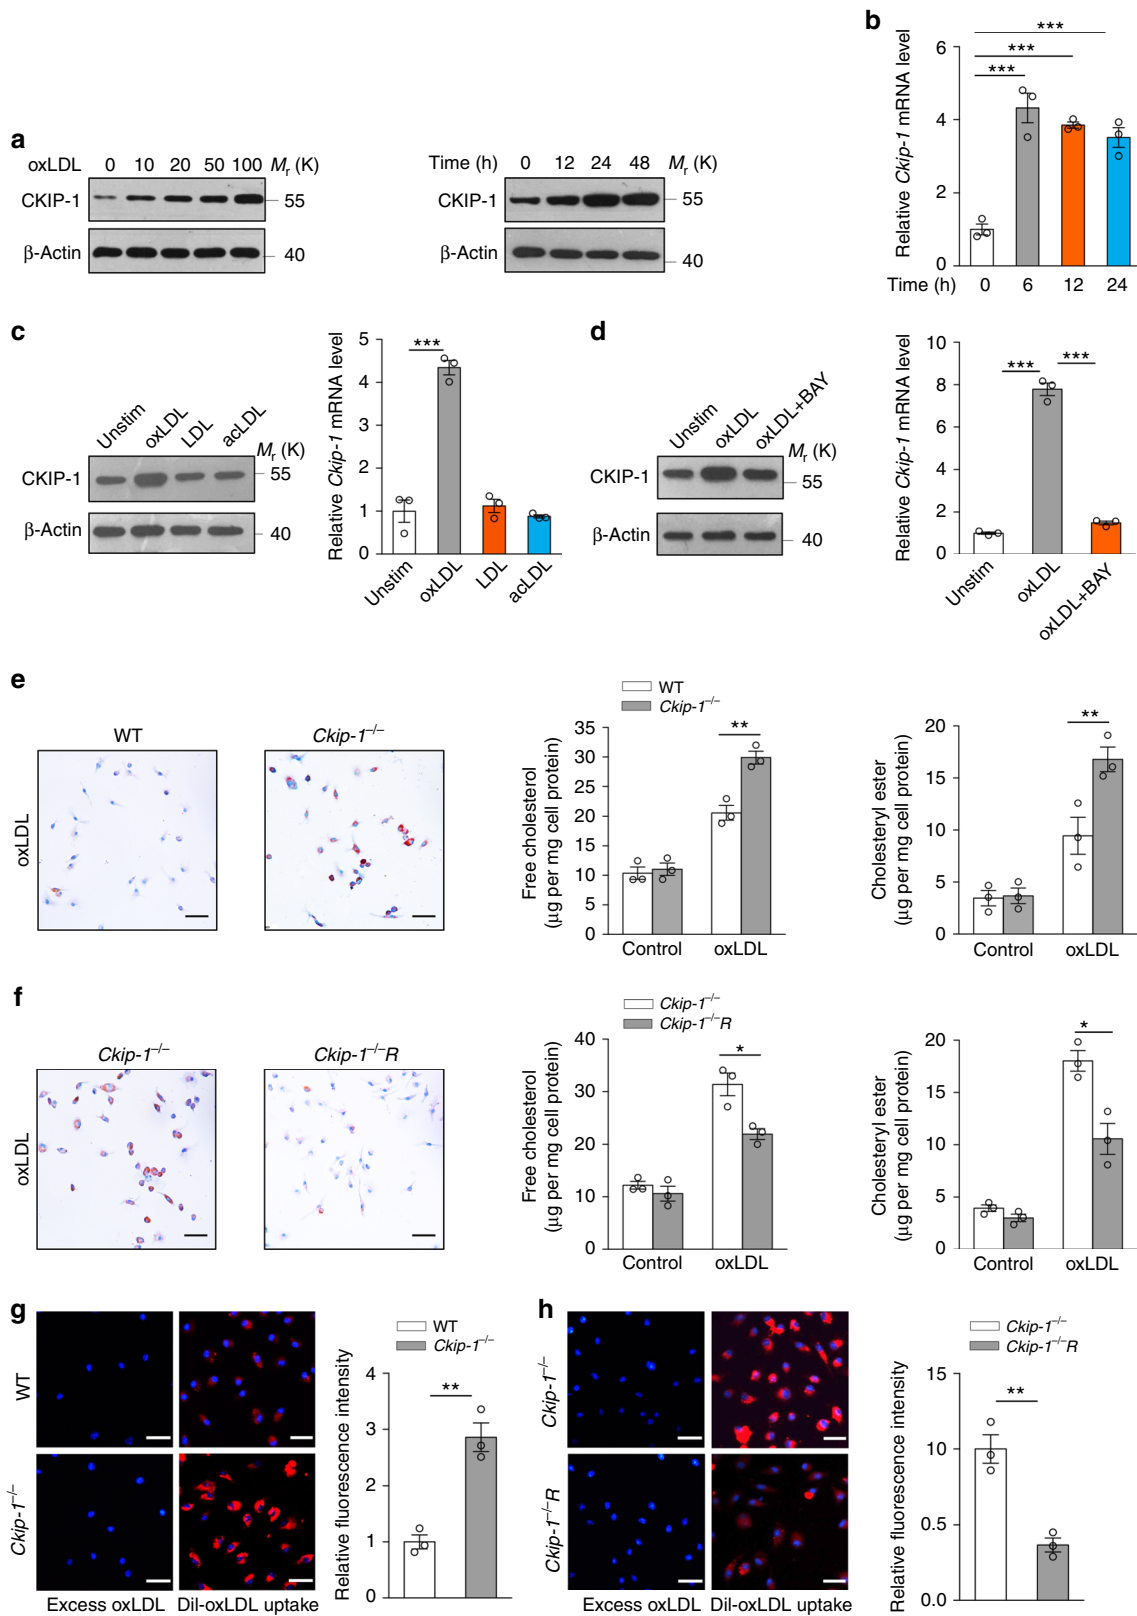 a
oxLDL 0 10 20 50 100 Mr (K)
CKIP-1 55
β-Actin 40
Time (h) 0 12 24 48 Mr (K)
CKIP-1 55
β-Actin 40
b
Relative Ckip-1 mRNA level
6
4
2
0
***
***
***
Time (h) 0 6 12 24
c
Unstim oxLDL LDL acLDL Mr (K)
CKIP-1 55
β-Actin 40
Relative Ckip-1 mRNA level
5
4
4
1
0
***
Unstim oxLDL LDL acLDL
d
Unstim oxLDL oxLDL+BAY Mr (K)
CKIP-1 55
β-Actin 40
Relative Ckip-1 mRNA level
10
8
6
4
2
0
*** ***
Unstim oxLDL oxLDL+BAY
e
WT Ckip-1–/–
oxLDL
WT
Ckip-1–/–
Free cholesterol
(μg per mg cell protein)
35
30
25
20
15
10
5
0
**
Control oxLDL
Cholesteryl ester
(μg per mg cell protein)
20
15
10
5
0
**
Control oxLDL
f
Ckip-1–/– Ckip-1–/–R
oxLDL
Ckip-1–/–
Ckip-1–/–R
Free cholesterol
(μg per mg cell protein)
40
30
20
10
0
*
Control oxLDL
Cholesteryl ester
(μg per mg cell protein)
20
15
10
5
0
*
Control oxLDL
g
WT
Ckip-1–/–
Excess oxLDL Dil-oxLDL uptake
WT
Ckip-1–/–
Relative fluorescence intensity
4
3
2
1
0
**
h
Ckip-1–/–
Ckip-1–/–R
Excess oxLDL Dil-oxLDL uptake
Ckip-1–/–
Ckip-1–/–R
Relative fluorescence intensity
15
10
0.5
0.0
**